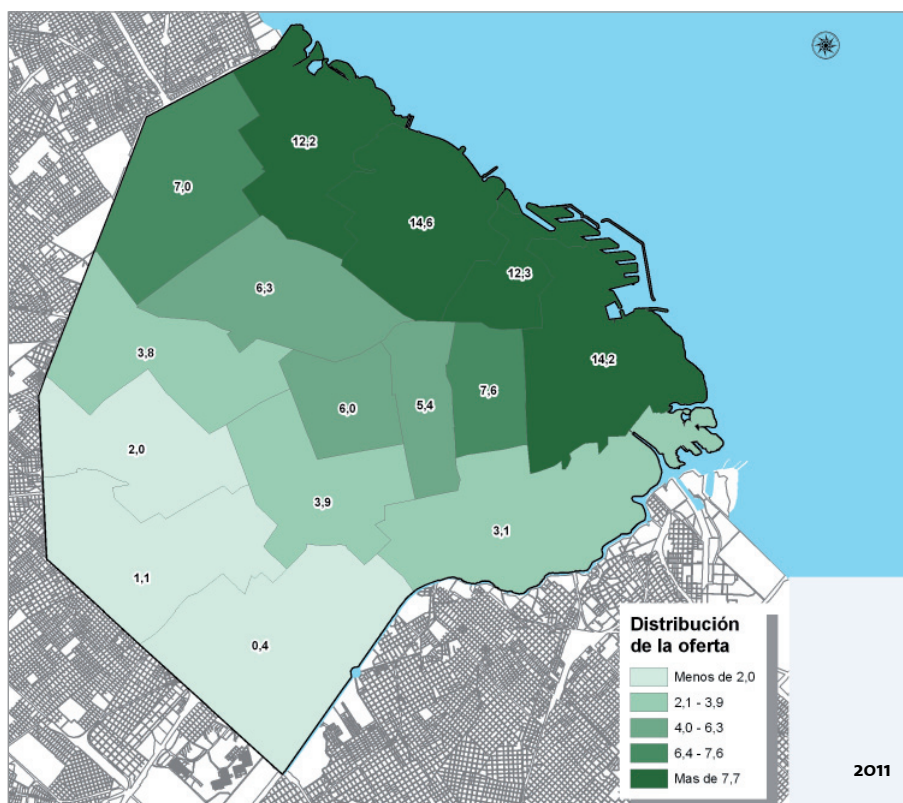 12,2
7,0
14,6
12,3
6,3
3,8
14,2
6,0
5,4
7,6
2,0
3,9
3,1
1,1
0,4
Distribución
de la oferta
Menos de 2,0
2,1 - 3,9
4,0 - 6,3
6,4 - 7,6
Mas de 7,7
2011